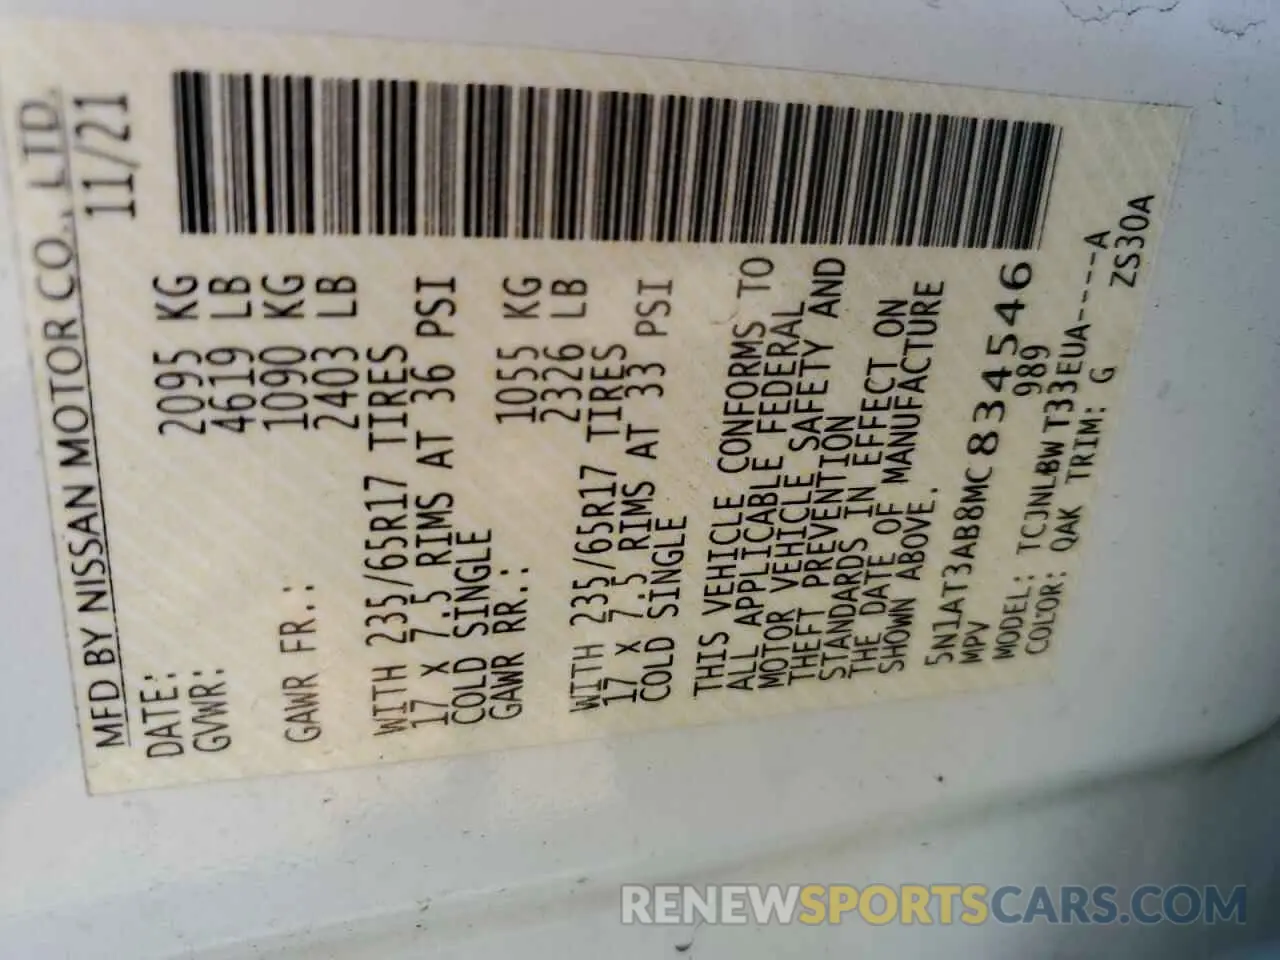 MFD BY NISSAN MOTOR CO., LTD.
DATE: 11/21
GVWR: 2095 KG
4619 LB
GAWR FR.: 1090 KG
2403 LB
WITH 235/65R17 TIRES
17 X 7.5 RIMS AT 36 PSI
COLD SINGLE
GAWR RR.: 1055 KG
2326 LB
WITH 235/65R17 TIRES
17 X 7.5 RIMS AT 33 PSI
COLD SINGLE
THIS VEHICLE CONFORMS TO
ALL APPLICABLE FEDERAL
MOTOR VEHICLE SAFETY AND
THEFT PREVENTION
STANDARDS IN EFFECT ON
THE DATE OF MANUFACTURE
SHOWN ABOVE.
5N1AT3AB8MC834546
MPV 989
MODEL: TCJNLBWT33EUA----A
COLOR: QAK TRIM: G
ZS30A
RENEWSPORTSCARS.COM